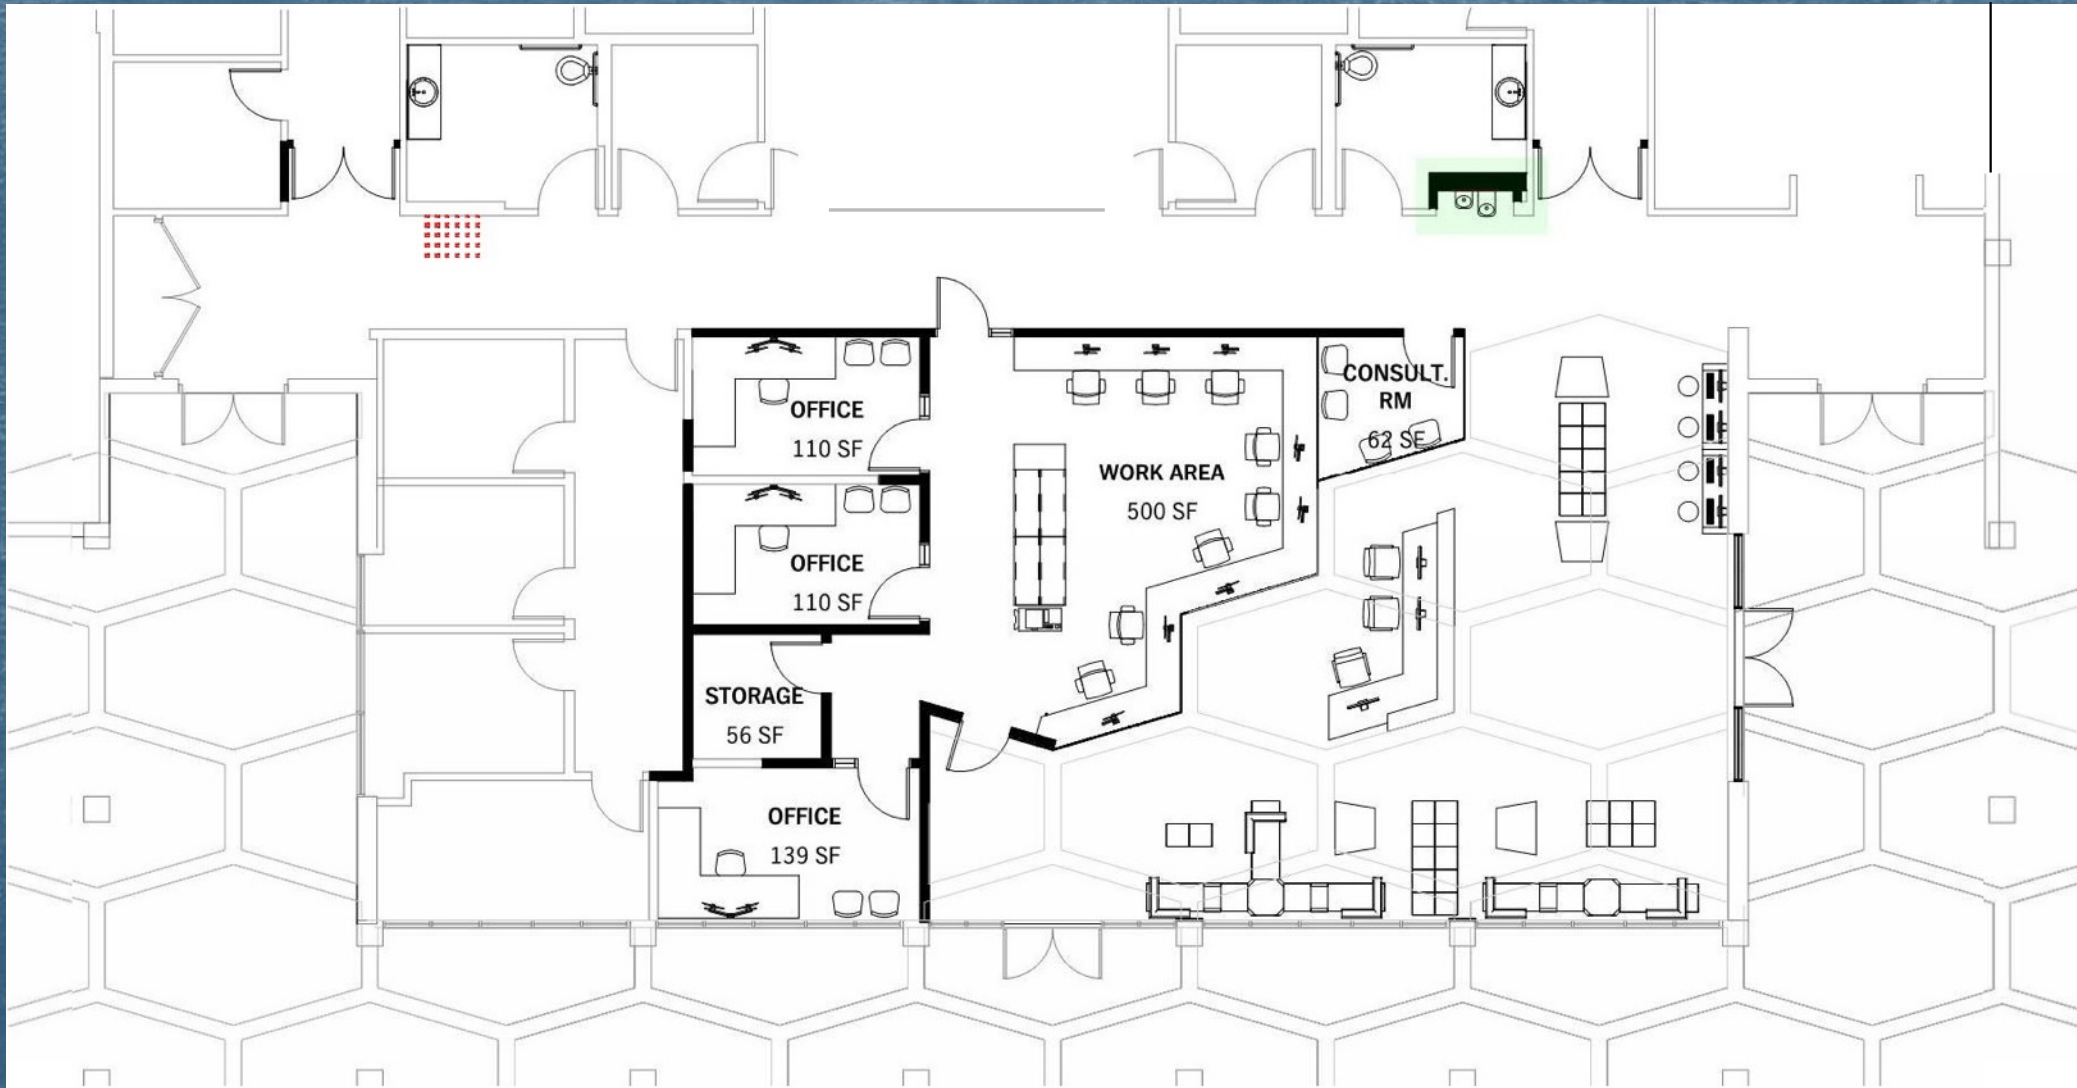 OFFICE
110 SF
CONSULT.
RM
62 SF
WORK AREA
500 SF
OFFICE
110 SF
STORAGE
56 SF
OFFICE
139 SF